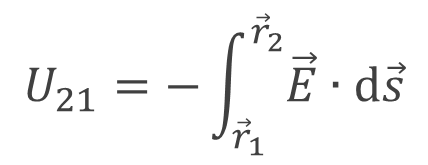 U₂₁ = − ∫_{r⃗₁}^{r⃗₂} E⃗ · ds⃗